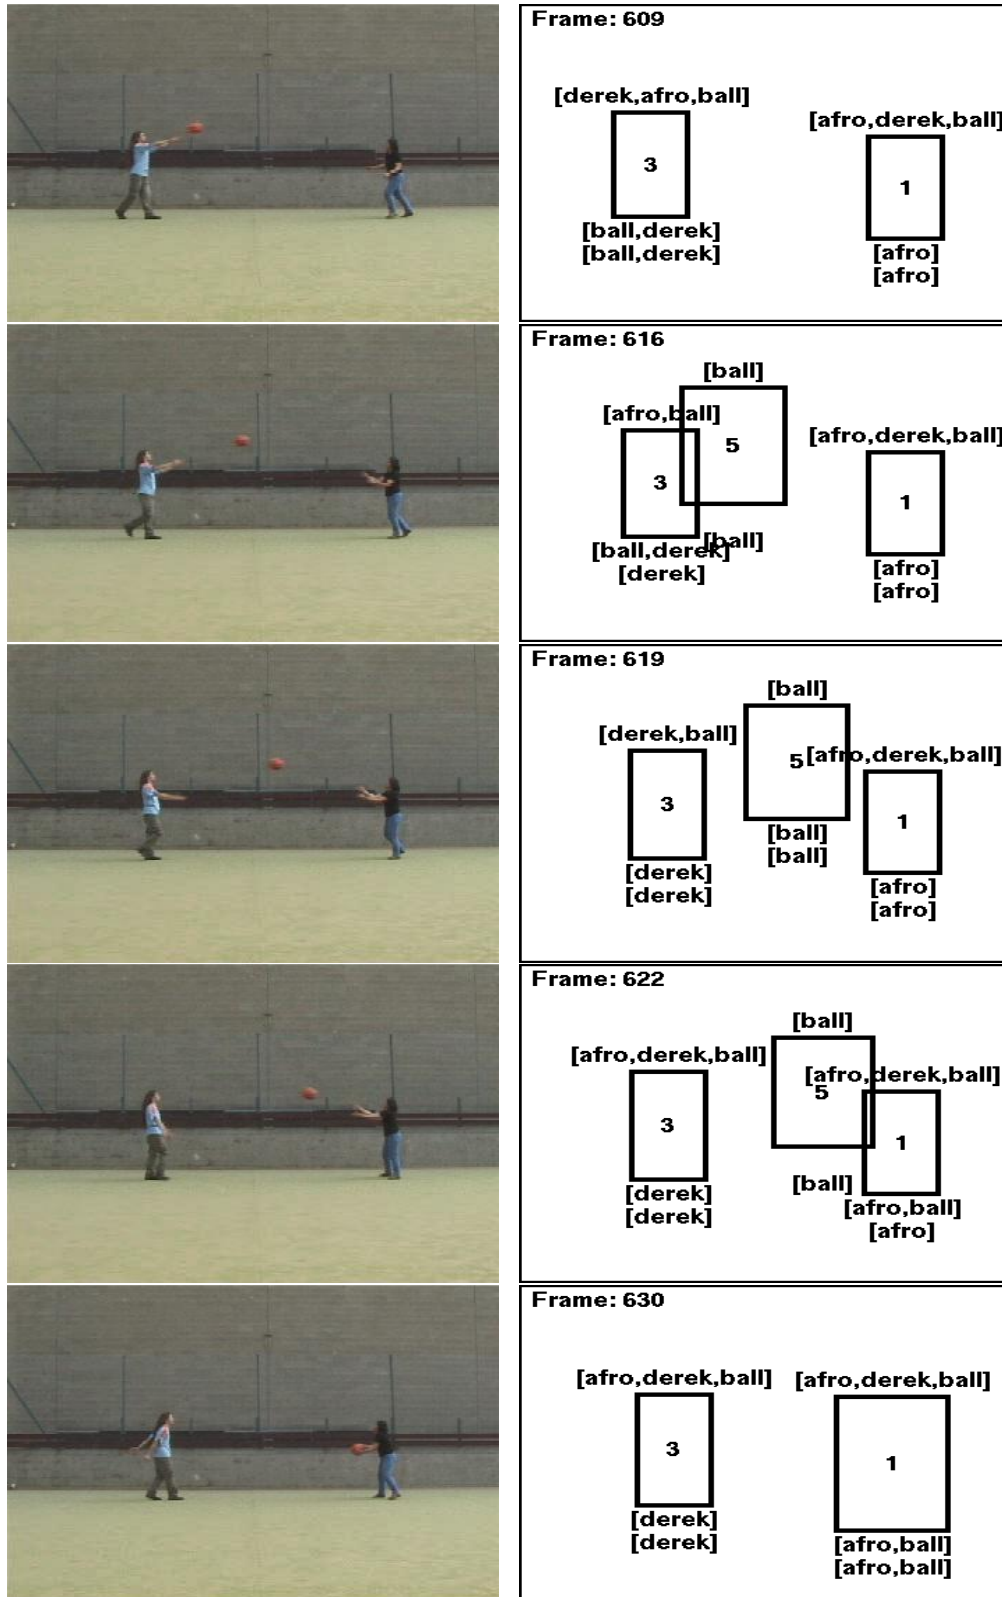 Frame: 609
[derek,afro,ball]
[afro,derek,ball]
3
1
[ball,derek]
[ball,derek]
[afro]
[afro]
Frame: 616
[ball]
[afro,ball]
[afro,derek,ball]
5
3
1
[ball,derek]
[ball]
[derek]
[afro]
[afro]
Frame: 619
[ball]
[derek,ball]
[afro,derek,ball]
5
3
1
[ball]
[ball]
[derek]
[derek]
[afro]
[afro]
Frame: 622
[ball]
[afro,derek,ball]
[afro,derek,ball]
5
3
1
[ball]
[derek]
[derek]
[afro,ball]
[afro]
Frame: 630
[afro,derek,ball]
[afro,derek,ball]
3
1
[derek]
[derek]
[afro,ball]
[afro,ball]